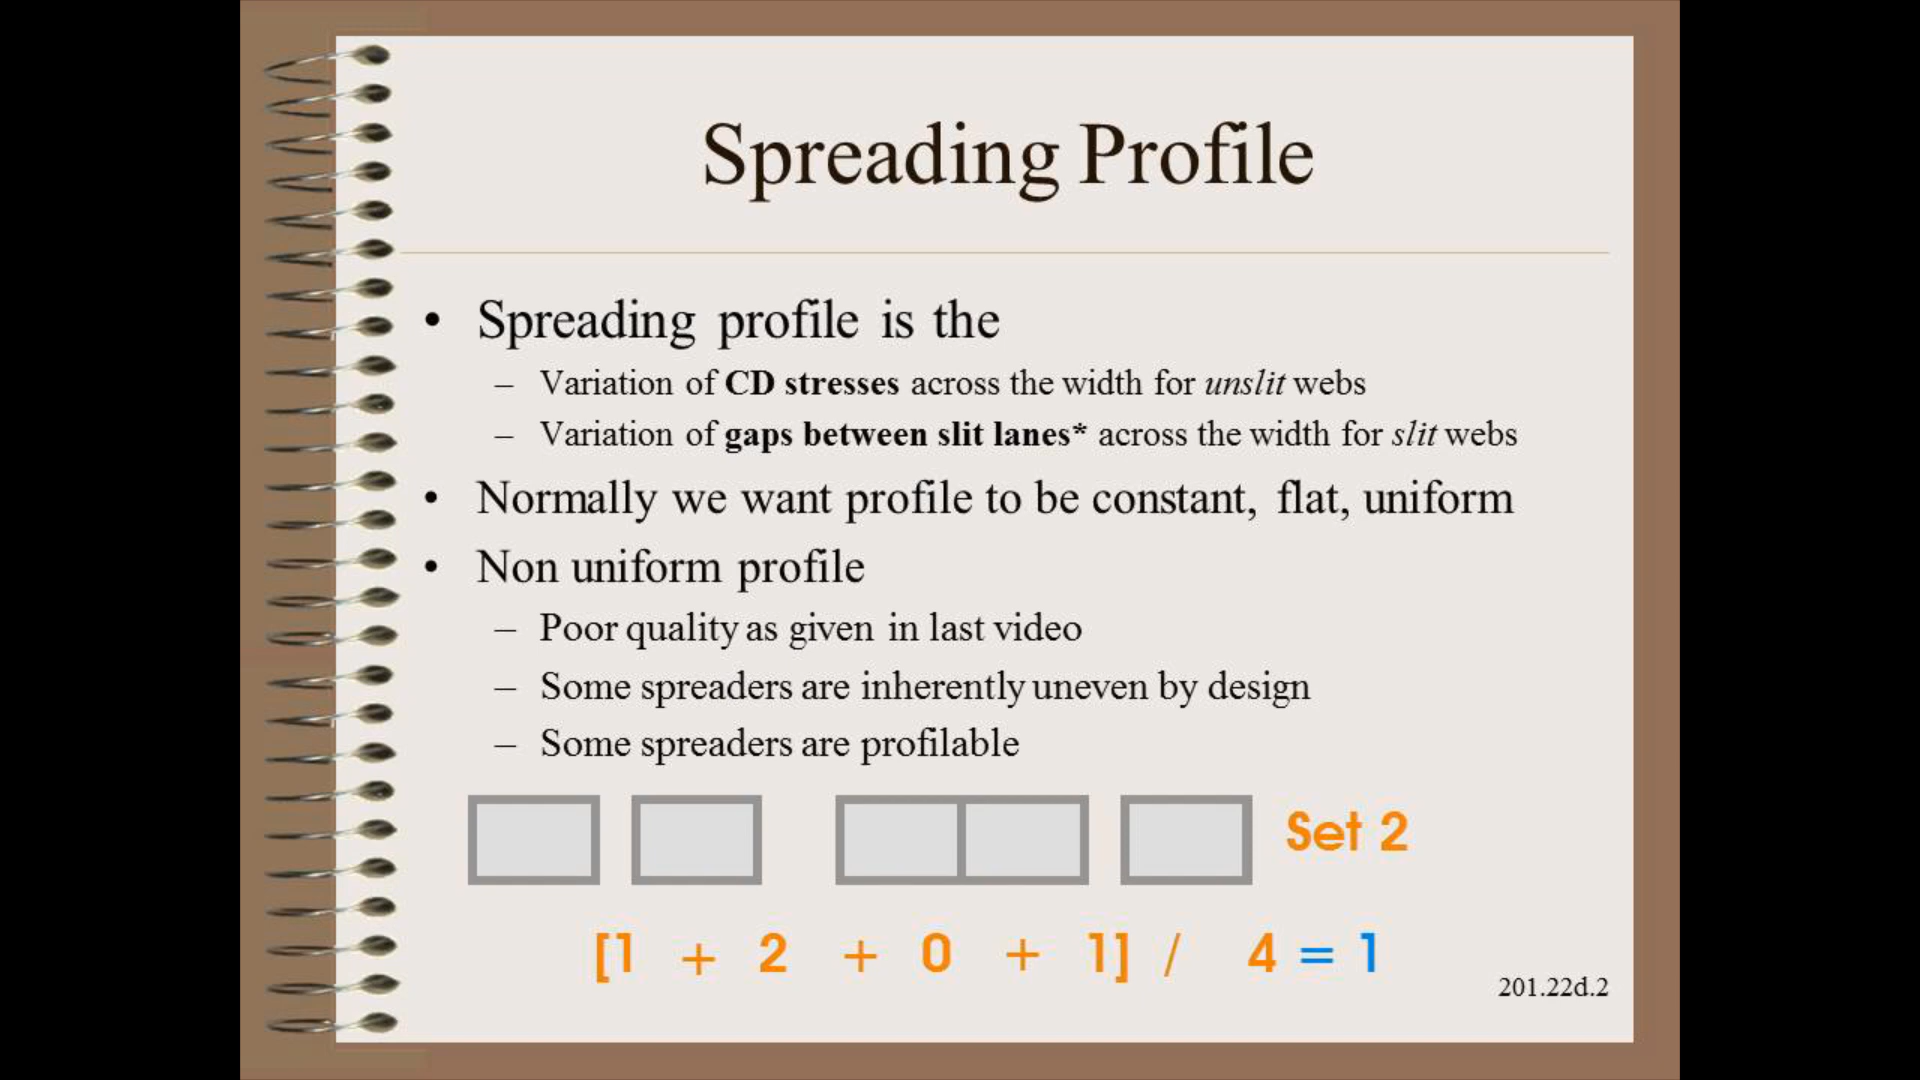 Spreading Profile
• Spreading profile is the
– Variation of CD stresses across the width for unslit webs
– Variation of gaps between slit lanes* across the width for slit webs
• Normally we want profile to be constant, flat, uniform
• Non uniform profile
– Poor quality as given in last video
– Some spreaders are inherently uneven by design
– Some spreaders are profilable
Set 2
[1 + 2 + 0 + 1] / 4 = 1
201.22d.2